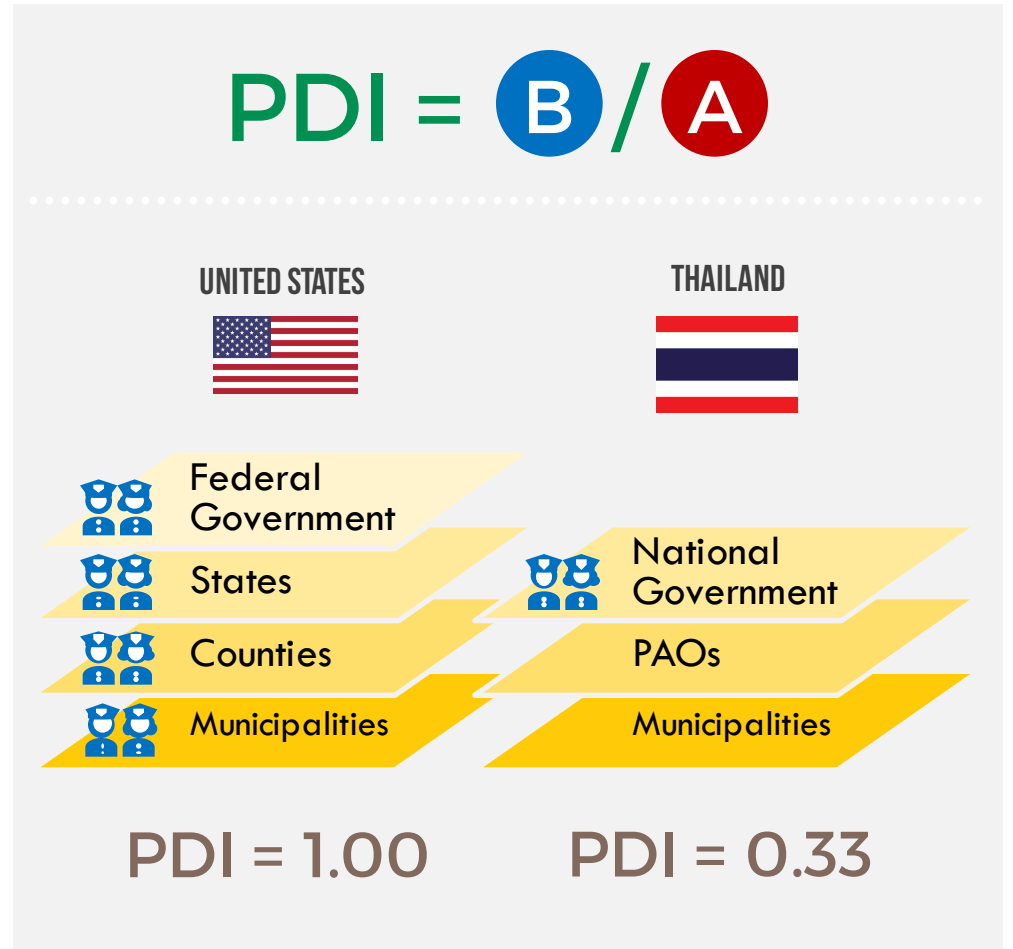 PDI = B/A
UNITED STATES
THAILAND
Federal
Government
States
Counties
Municipalities
National
Government
PAOs
Municipalities
PDI = 1.00
PDI = 0.33